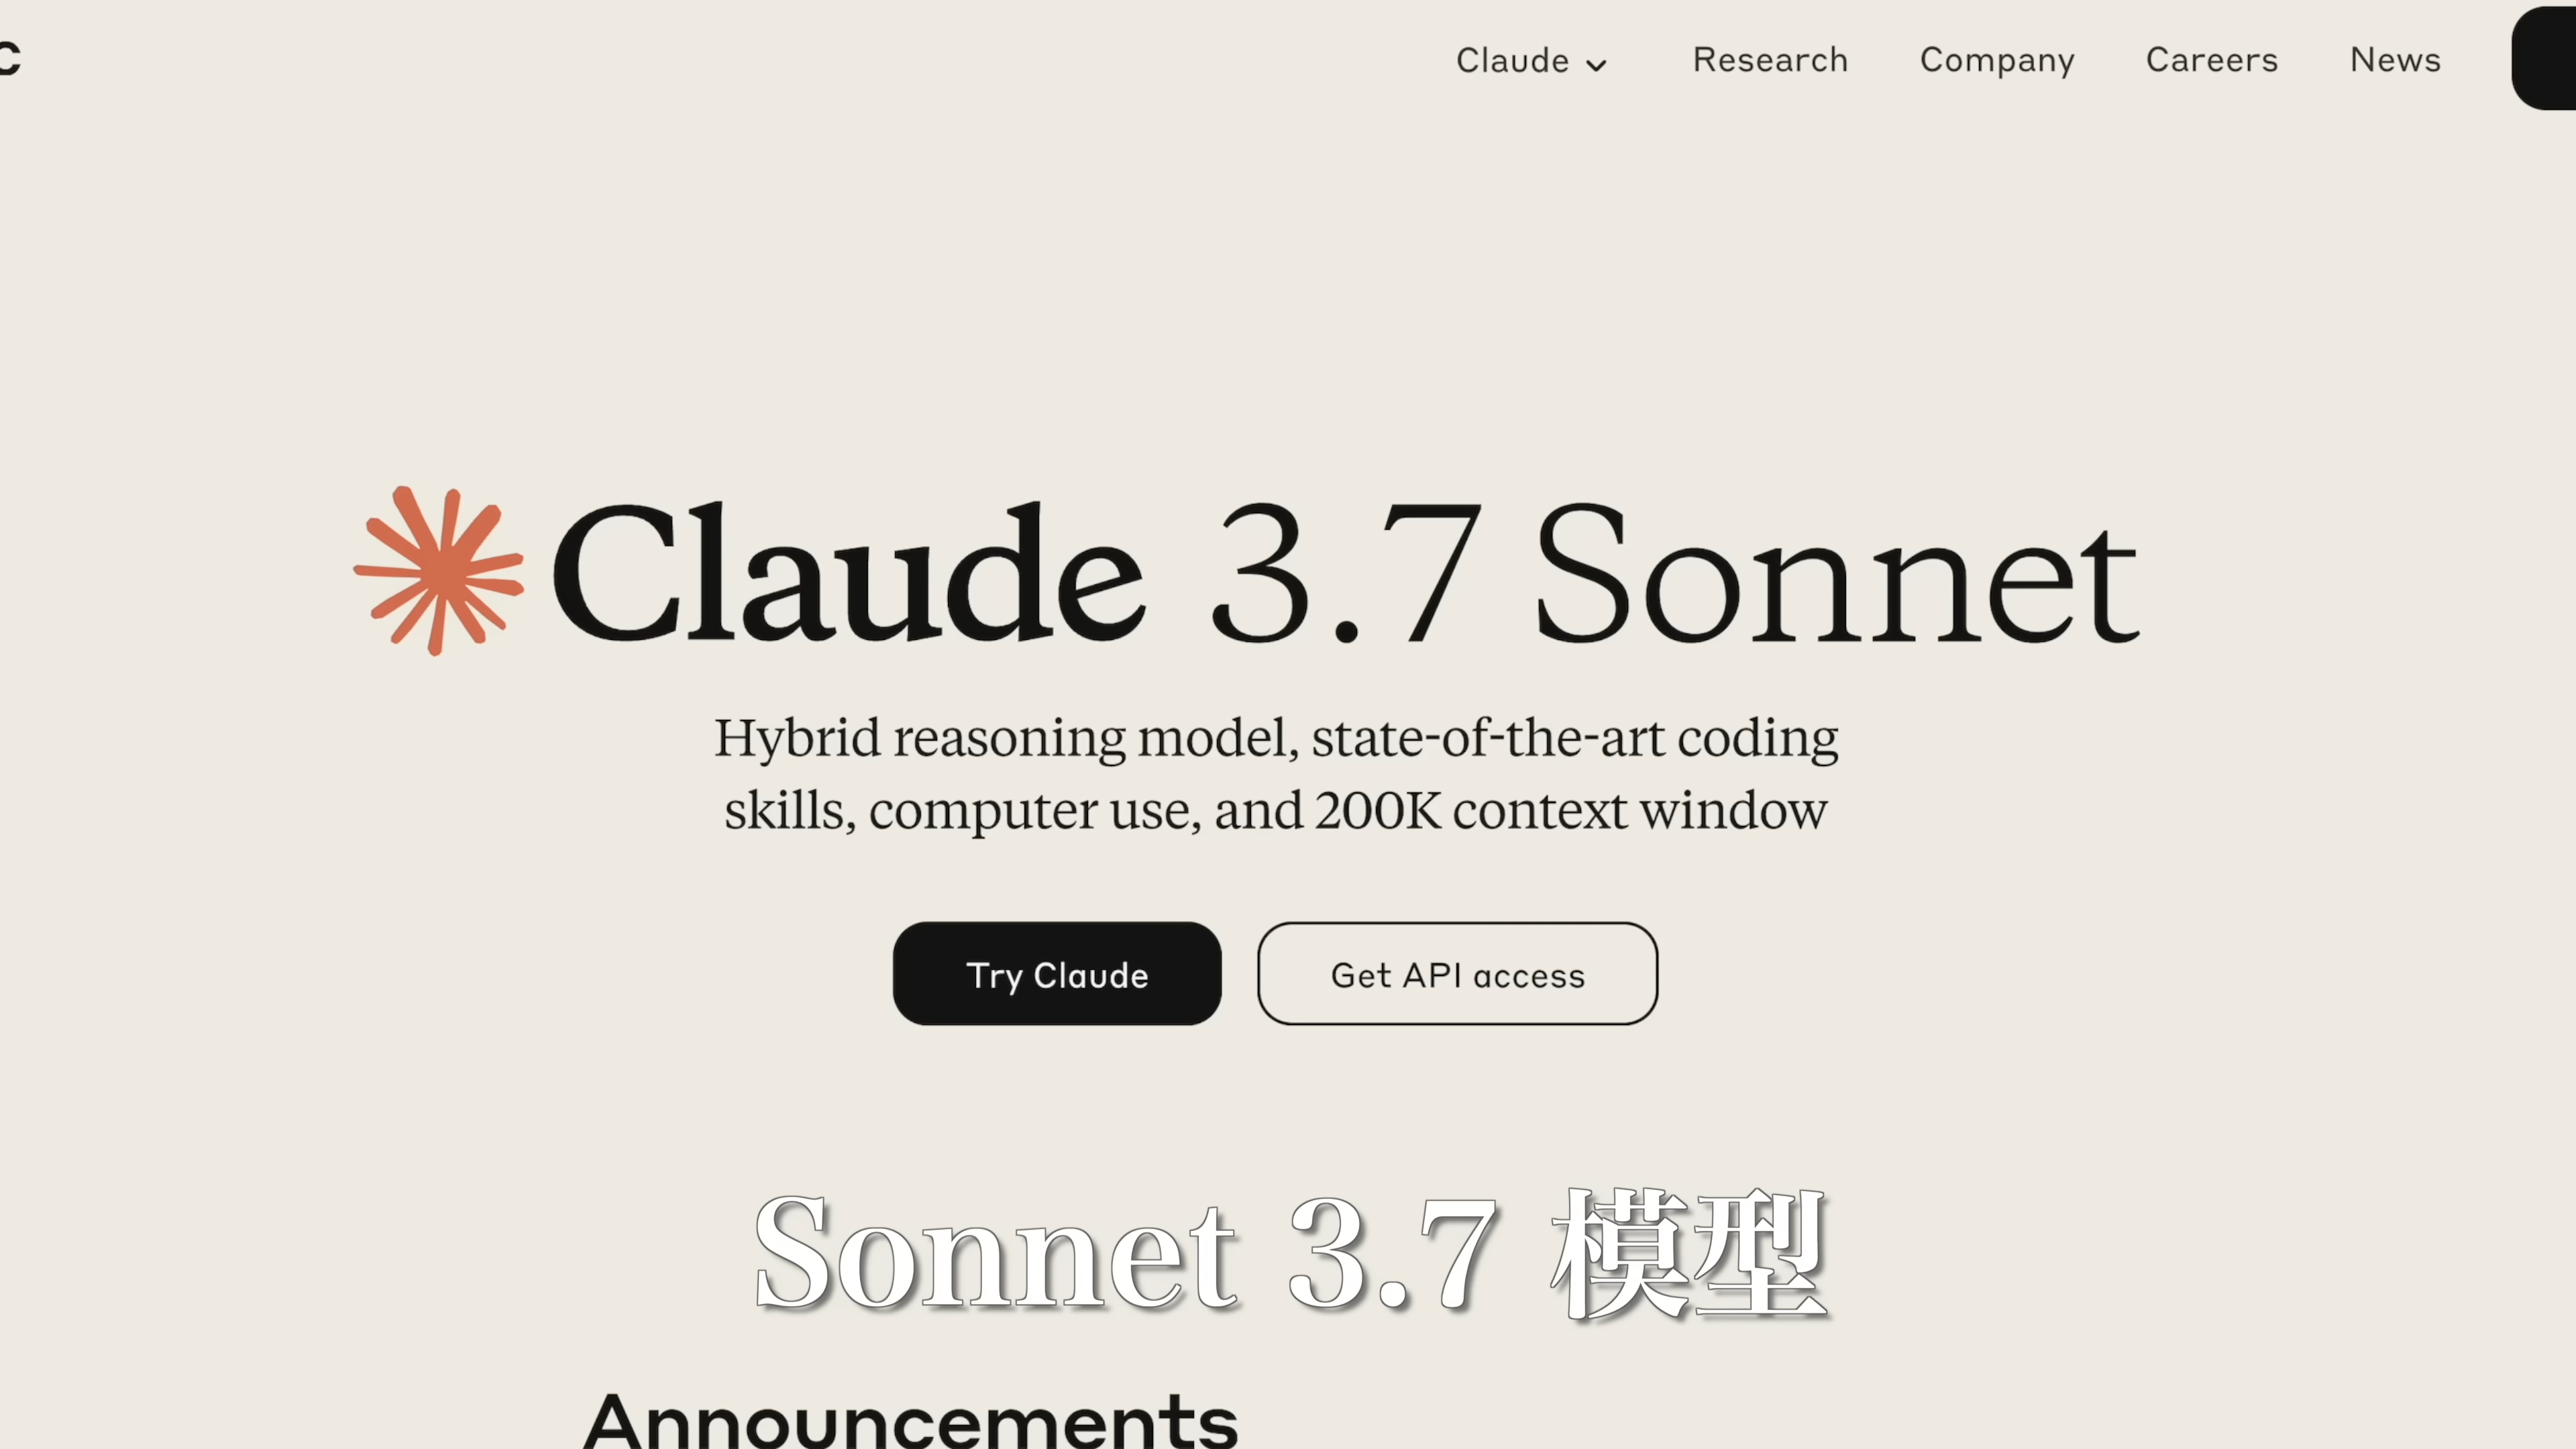 Claude Research Company Careers News
Claude 3.7 Sonnet
Hybrid reasoning model, state-of-the-art coding
skills, computer use, and 200K context window
Try Claude Get API access
Sonnet 3.7 模型
Announcements